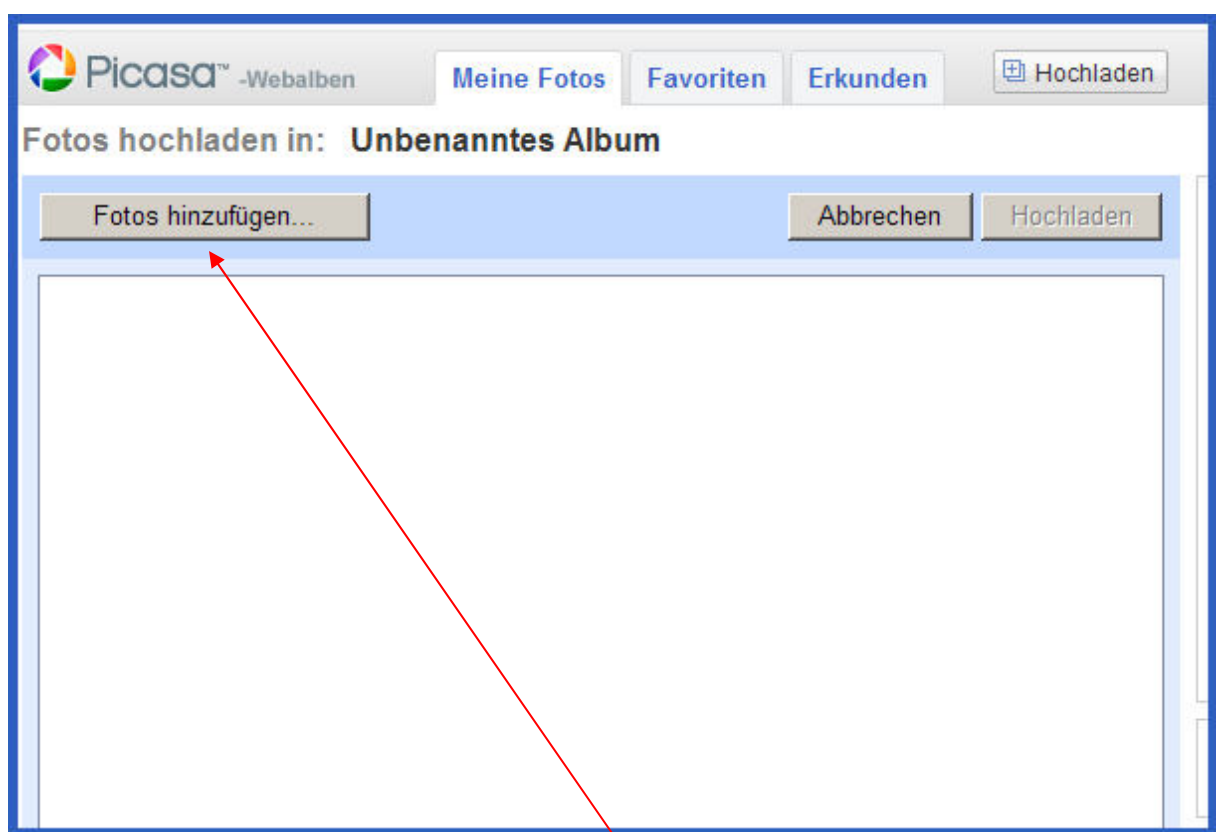 Picasa™ -Webalben Meine Fotos Favoriten Erkunden Hochladen
Fotos hochladen in: Unbenanntes Album
Fotos hinzufügen... Abbrechen Hochladen